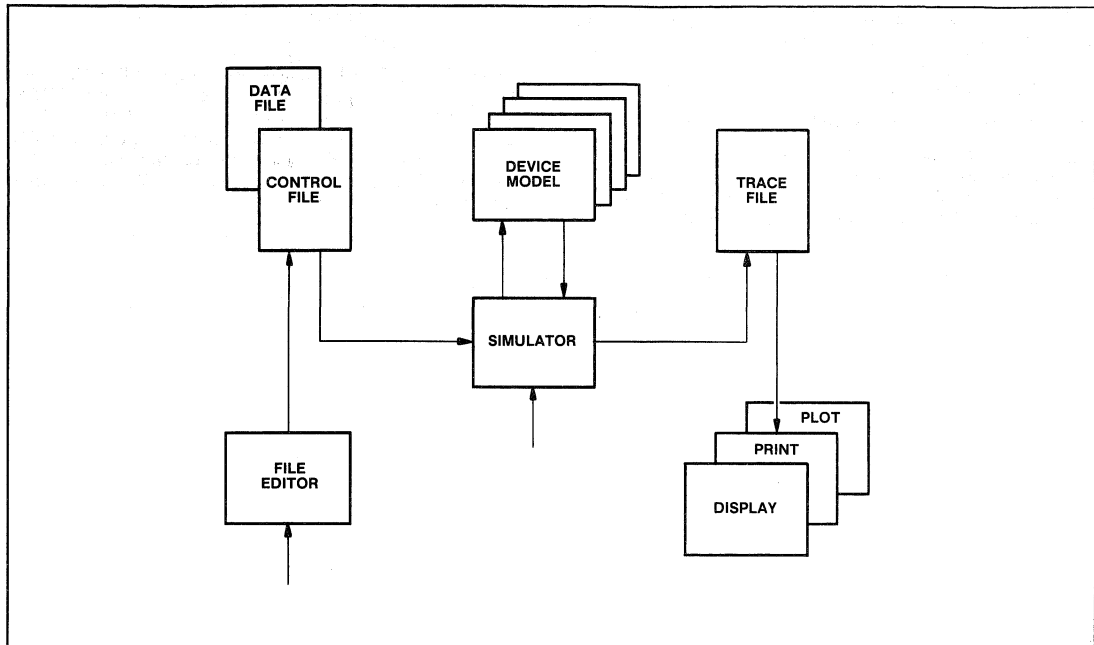 DATA
FILE
CONTROL
FILE
DEVICE
MODEL
TRACE
FILE
SIMULATOR
FILE
EDITOR
PLOT
PRINT
DISPLAY